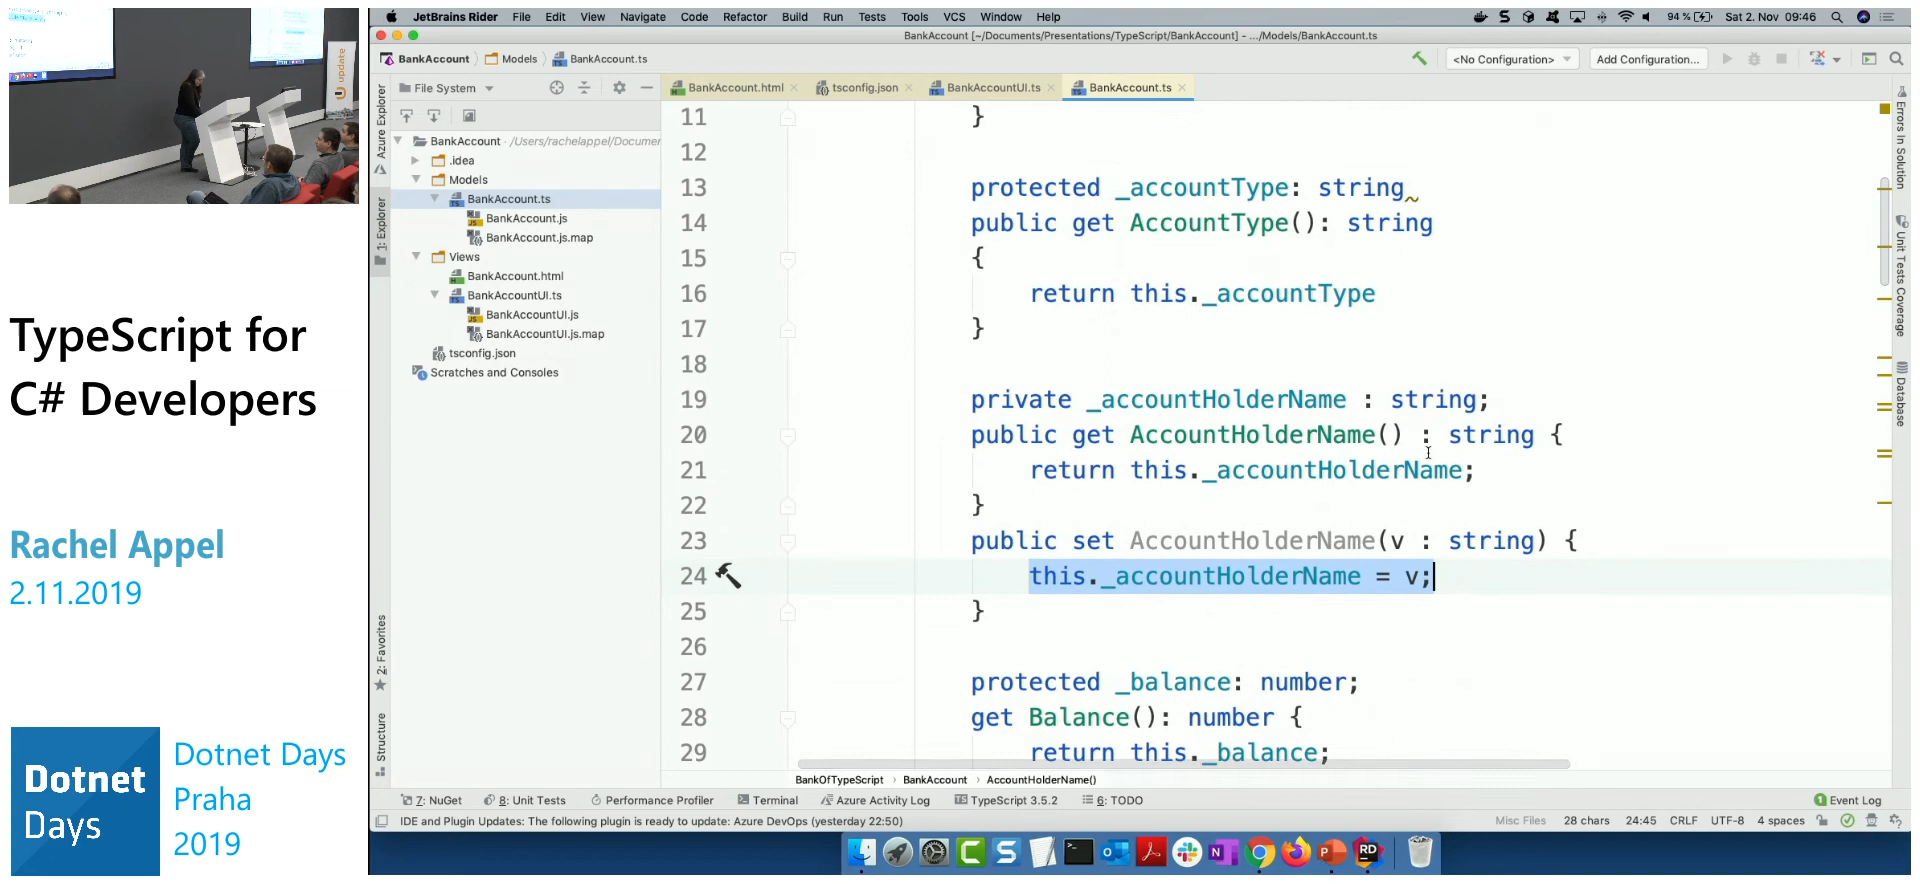 TypeScript for
C# Developers
Rachel Appel
2.11.2019
Dotnet
Days
Dotnet Days
Praha
2019
update
JetBrains Rider File Edit View Navigate Code Refactor Build Run Tests Tools VCS Window Help
94 % Sat 2. Nov 09:46
BankAccount [~/Documents/Presentations/TypeScript/BankAccount] - .../Models/BankAccount.ts
BankAccount Models BankAccount.ts
<No Configuration> Add Configuration...
File System
BankAccount.html tsconfig.json BankAccountUI.ts BankAccount.ts
Azure Explorer
1: Explorer
2: Favorites
Structure
BankAccount · /Users/rachelappel/Documen
.idea
Models
BankAccount.ts
BankAccount.js
BankAccount.js.map
Views
BankAccount.html
BankAccountUI.ts
BankAccountUI.js
BankAccountUI.js.map
tsconfig.json
Scratches and Consoles
11 }
12
13 protected _accountType: string
14 public get AccountType(): string
15 {
16 return this._accountType
17 }
18
19 private _accountHolderName : string;
20 public get AccountHolderName() : string {
21 return this._accountHolderName;
22 }
23 public set AccountHolderName(v : string) {
24 this._accountHolderName = v;
25 }
26
27 protected _balance: number;
28 get Balance(): number {
29 return this._balance;
Errors In Solution
Unit Tests Coverage
Database
BankOfTypeScript › BankAccount › AccountHolderName()
7: NuGet 8: Unit Tests Performance Profiler Terminal Azure Activity Log TypeScript 3.5.2 6: TODO
1 Event Log
IDE and Plugin Updates: The following plugin is ready to update: Azure DevOps (yesterday 22:50)
Misc Files 28 chars 24:45 CRLF UTF-8 4 spaces